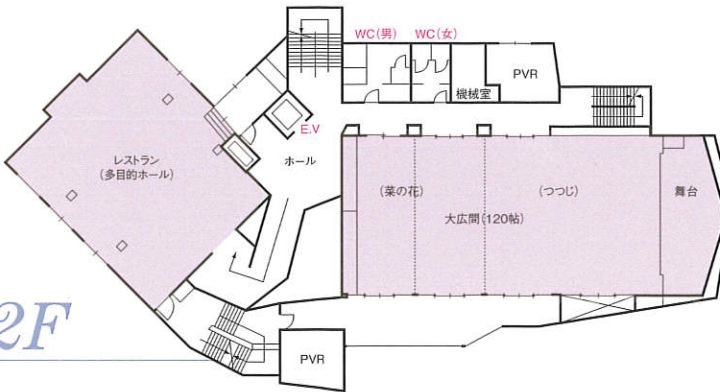 WC(男)
WC(女)
PVR
機械室
E.V
ホール
レストラン
(多目的ホール)
(菜の花)
(つつじ)
舞台
大広間(120帖)
2F
PVR